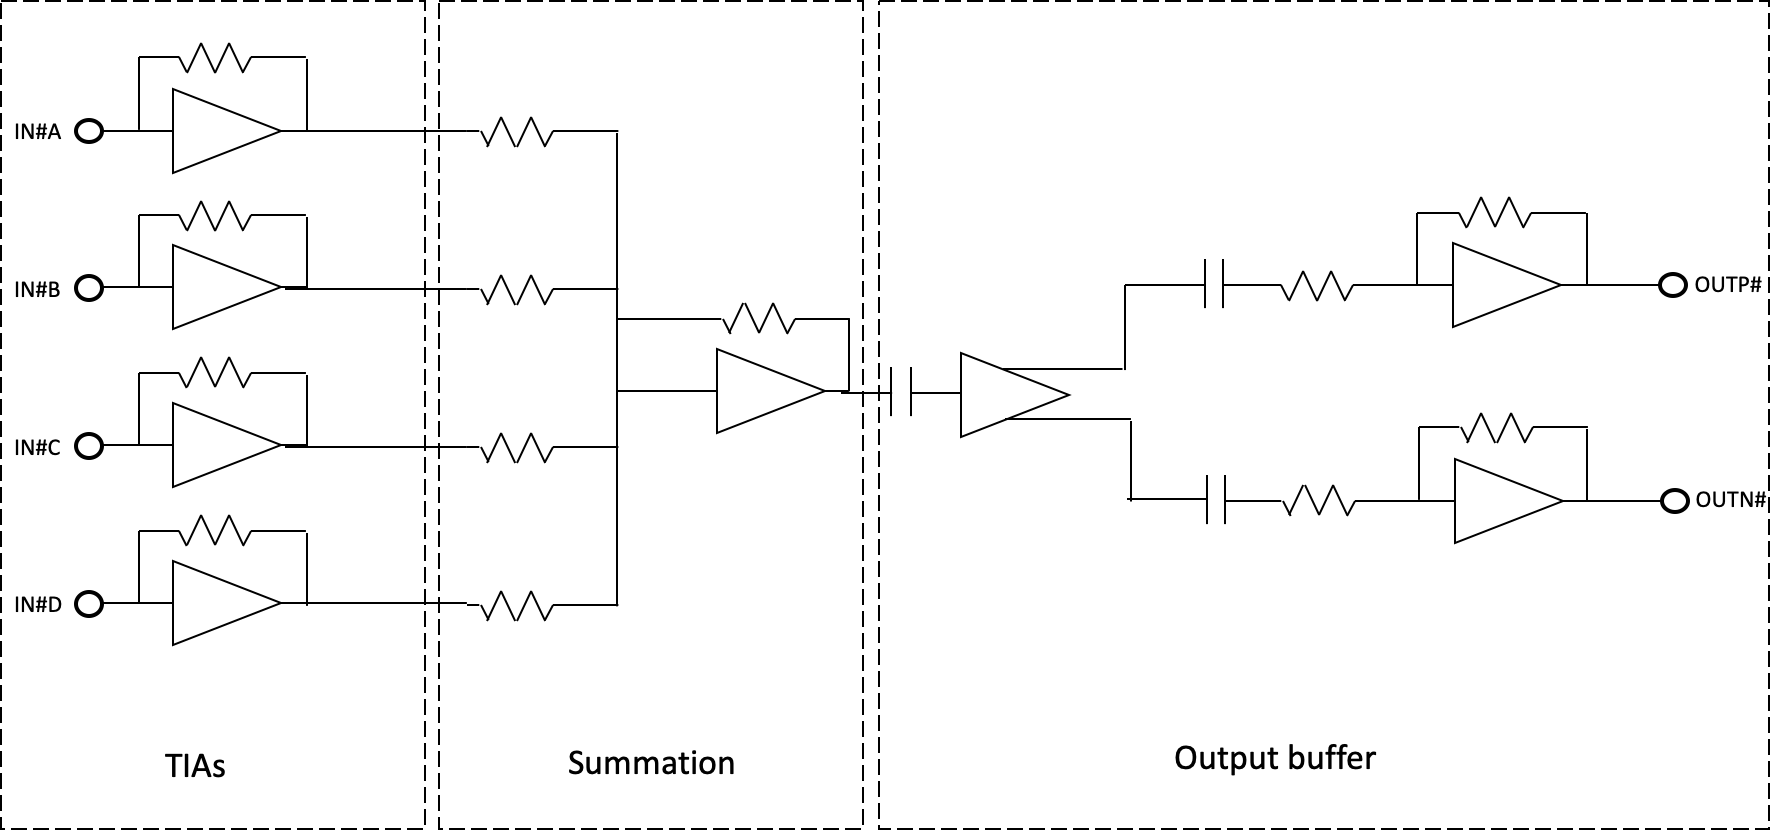 IN#A
IN#B
IN#C
IN#D
OUTP#
OUTN#
TIAs
Summation
Output buffer